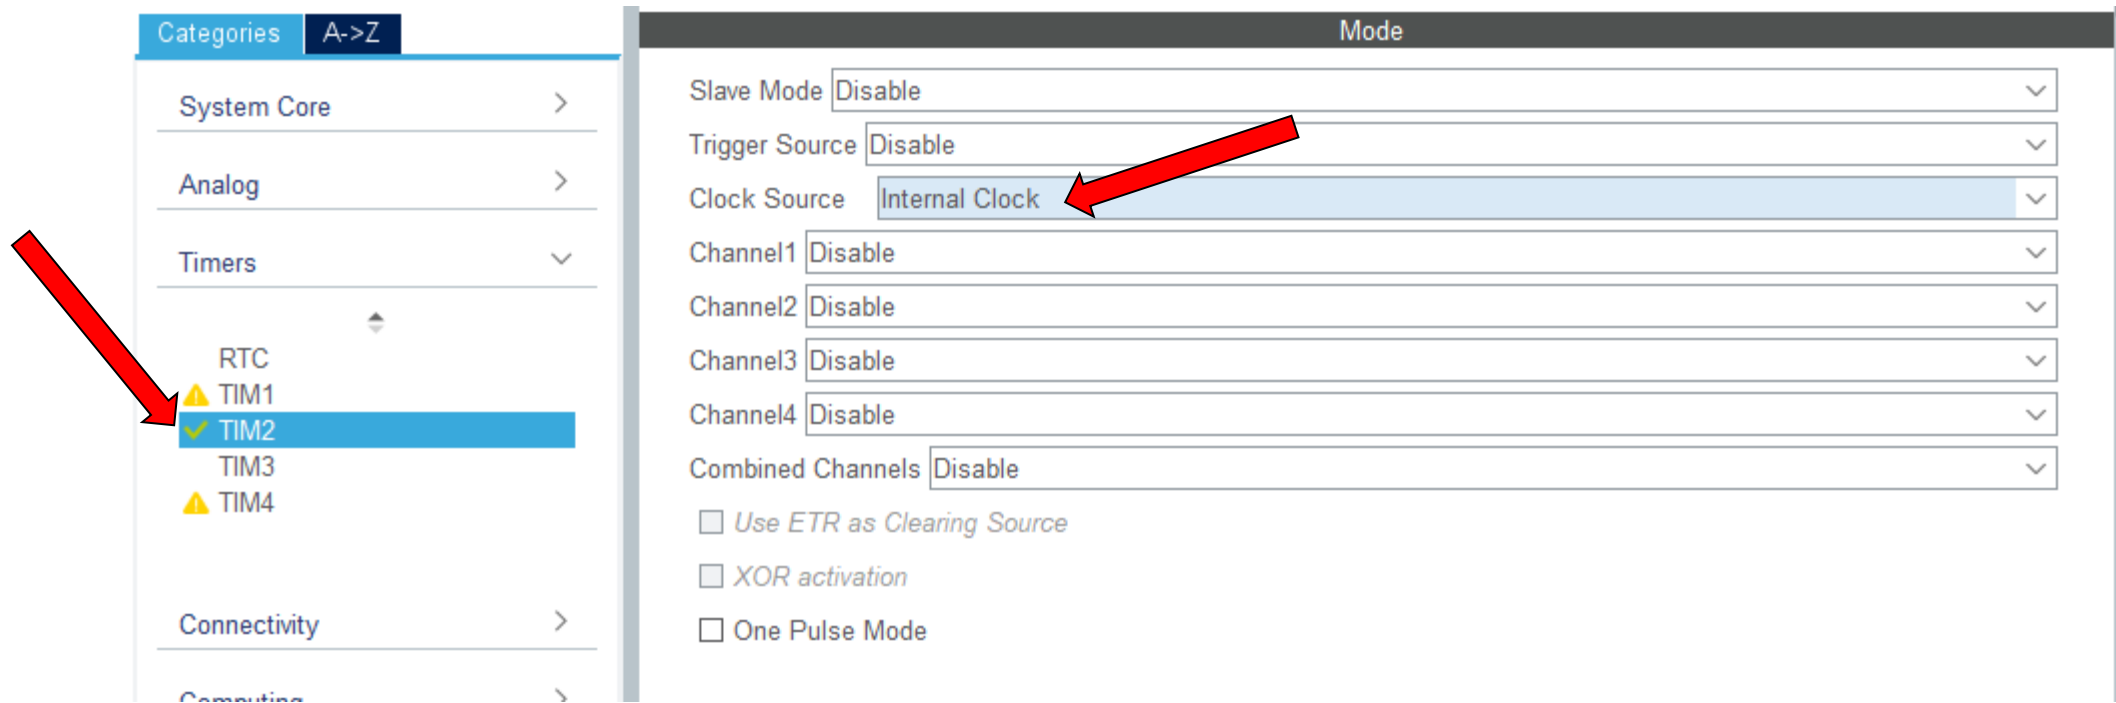 Categories
A->Z
System Core
Analog
Timers
RTC
TIM1
TIM2
TIM3
TIM4
Connectivity
Computing
Mode
Slave Mode Disable
Trigger Source Disable
Clock Source Internal Clock
Channel1 Disable
Channel2 Disable
Channel3 Disable
Channel4 Disable
Combined Channels Disable
Use ETR as Clearing Source
XOR activation
One Pulse Mode